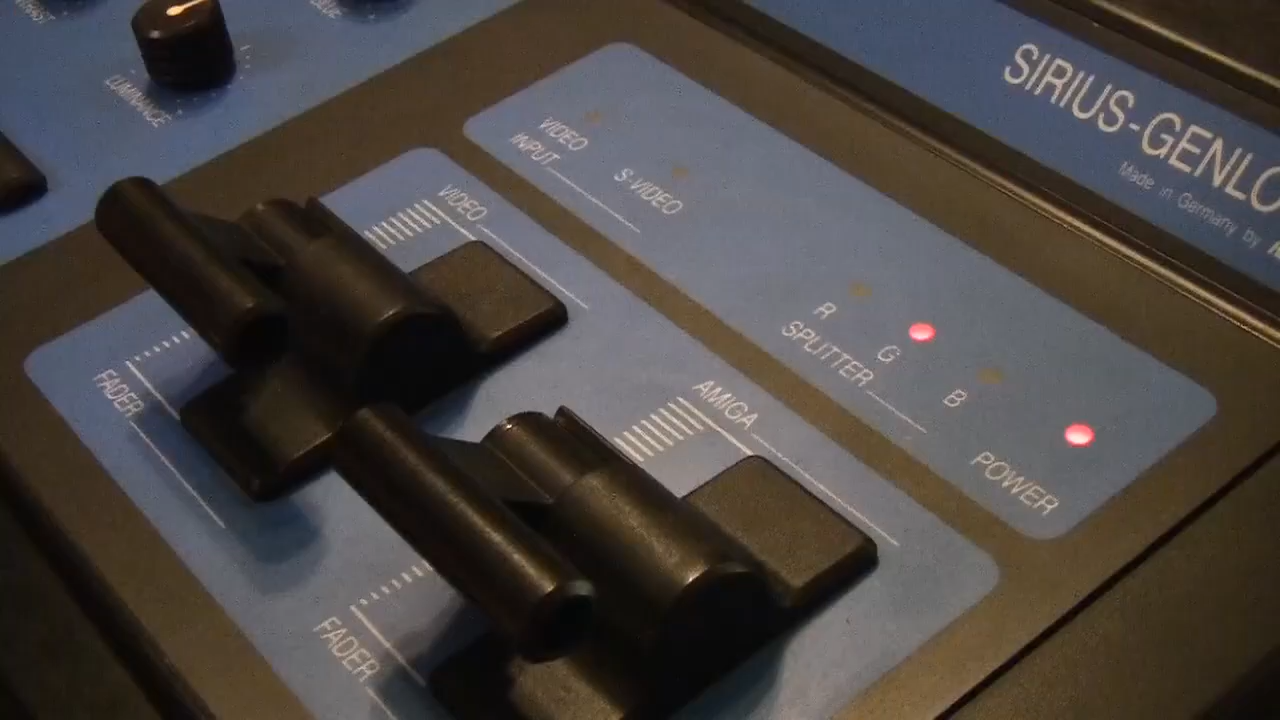 LUMINANCE
VIDEO
INPUT
S-VIDEO
SIRIUS-GENLO
Made in Germany by
R
G
B
SPLITTER
POWER
VIDEO
FADER
AMIGA
FADER